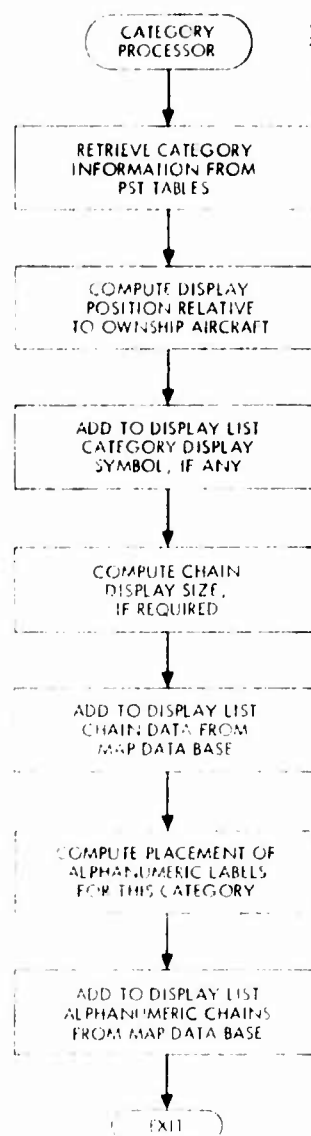 CATEGORY
PROCESSOR
RETRIEVE CATEGORY
INFORMATION FROM
PST TABLES
COMPUTE DISPLAY
POSITION RELATIVE
TO OWNSHIP AIRCRAFT
ADD TO DISPLAY LIST
CATEGORY DISPLAY
SYMBOL, IF ANY
COMPUTE CHAIN
DISPLAY SIZE,
IF REQUIRED
ADD TO DISPLAY LIST
CHAIN DATA FROM
MAP DATA BASE
COMPUTE PLACEMENT OF
ALPHANUMERIC LABELS
FOR THIS CATEGORY
ADD TO DISPLAY LIST
ALPHANUMERIC CHAINS
FROM MAP DATA BASE
EXIT